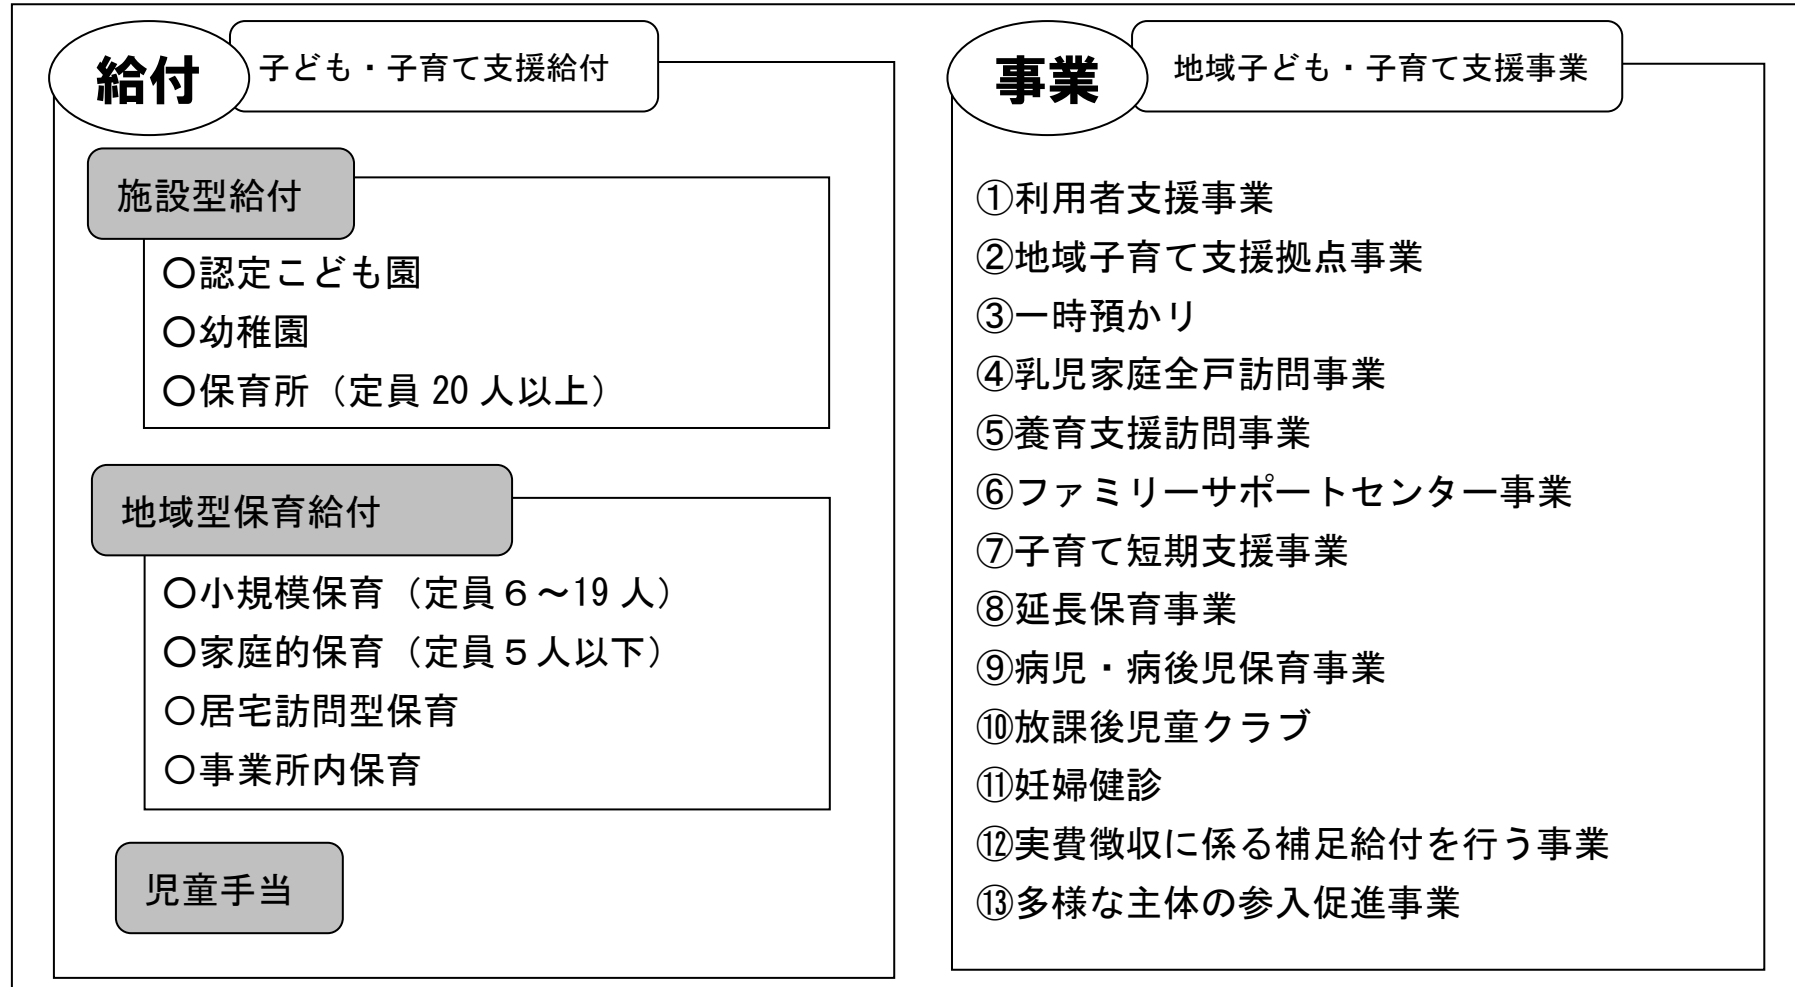 給付
子ども・子育て支援給付
施設型給付
○認定こども園
○幼稚園
○保育所（定員 20 人以上）
地域型保育給付
○小規模保育（定員６～19 人）
○家庭的保育（定員５人以下）
○居宅訪問型保育
○事業所内保育
児童手当
事業
地域子ども・子育て支援事業
①利用者支援事業
②地域子育て支援拠点事業
③一時預かり
④乳児家庭全戸訪問事業
⑤養育支援訪問事業
⑥ファミリーサポートセンター事業
⑦子育て短期支援事業
⑧延長保育事業
⑨病児・病後児保育事業
⑩放課後児童クラブ
⑪妊婦健診
⑫実費徴収に係る補足給付を行う事業
⑬多様な主体の参入促進事業